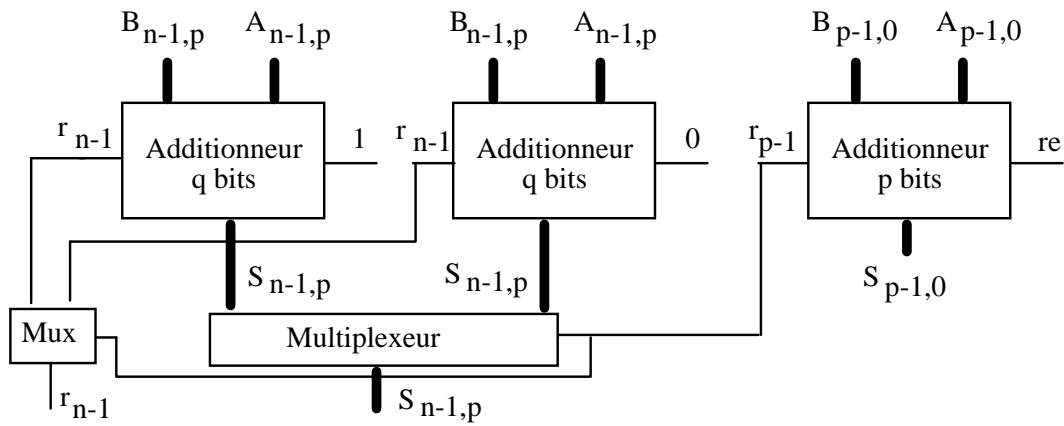 B n-1,p A n-1,p B n-1,p A n-1,p B p-1,0 A p-1,0
r n-1 Additionneur q bits 1 r n-1 Additionneur q bits 0 r p-1 Additionneur p bits re
S n-1,p S n-1,p S p-1,0
Mux Multiplexeur
r n-1 S n-1,p